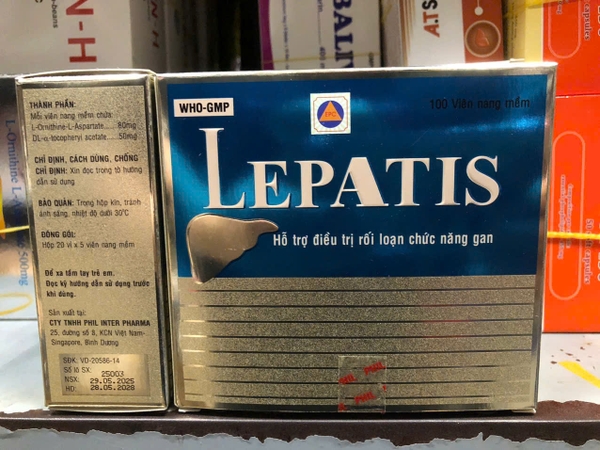 THÀNH PHẦN:
Mỗi viên nang mềm chứa:
L-Ornithine-L-Aspartate..... 80mg
DL-α-tocopheryl acetate..... 50mg
CHỈ ĐỊNH, CÁCH DÙNG, CHỐNG
CHỈ ĐỊNH: Xin đọc trong tờ hướng
dẫn sử dụng
BẢO QUẢN: Trong hộp kín, tránh
ánh sáng, nhiệt độ dưới 30°C
ĐÓNG GÓI:
Hộp 20 vỉ x 5 viên nang mềm
Để xa tầm tay trẻ em.
Đọc kỹ hướng dẫn sử dụng trước
khi dùng.
Sản xuất tại:
CTY TNHH PHIL INTER PHARMA
25, đường số 8, KCN Việt Nam-
Singapore, Bình Dương
SĐK: VD-20586-14
Số lô SX: 25003
NSX: 29.05.2025
HD: 28.05.2028
WHO-GMP
100 Viên nang mềm
LEPATIS
Hỗ trợ điều trị rối loạn chức năng gan
N-H
BALI
A.T
L-Ornithine L-A
500mg